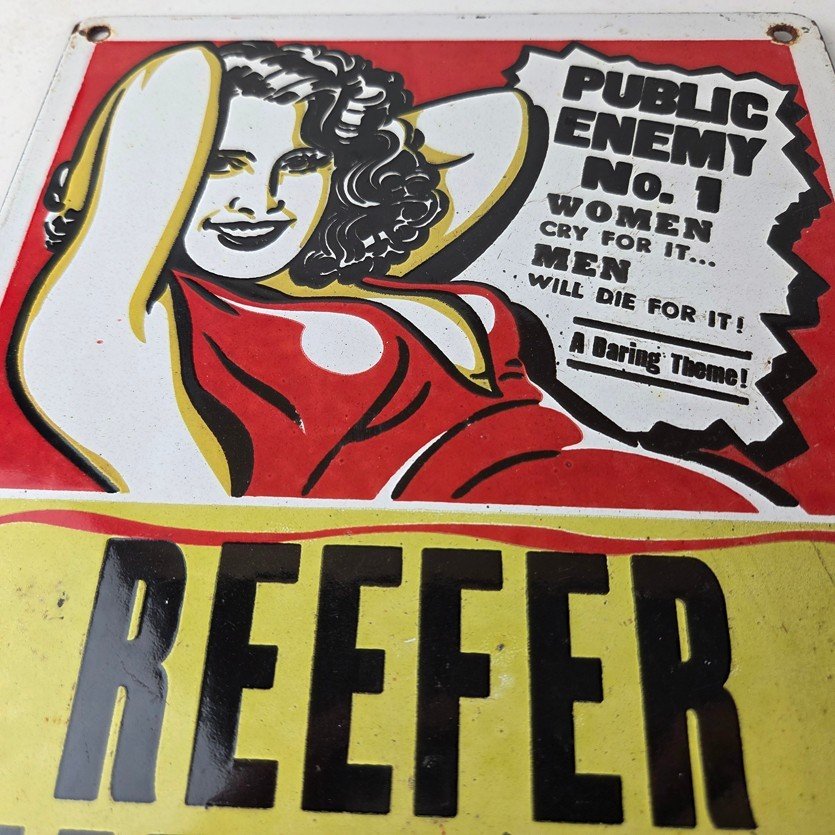 PUBLIC
ENEMY
No. 1
WOMEN
CRY FOR IT...
MEN
WILL DIE FOR IT!
A Daring Theme!
REEFER